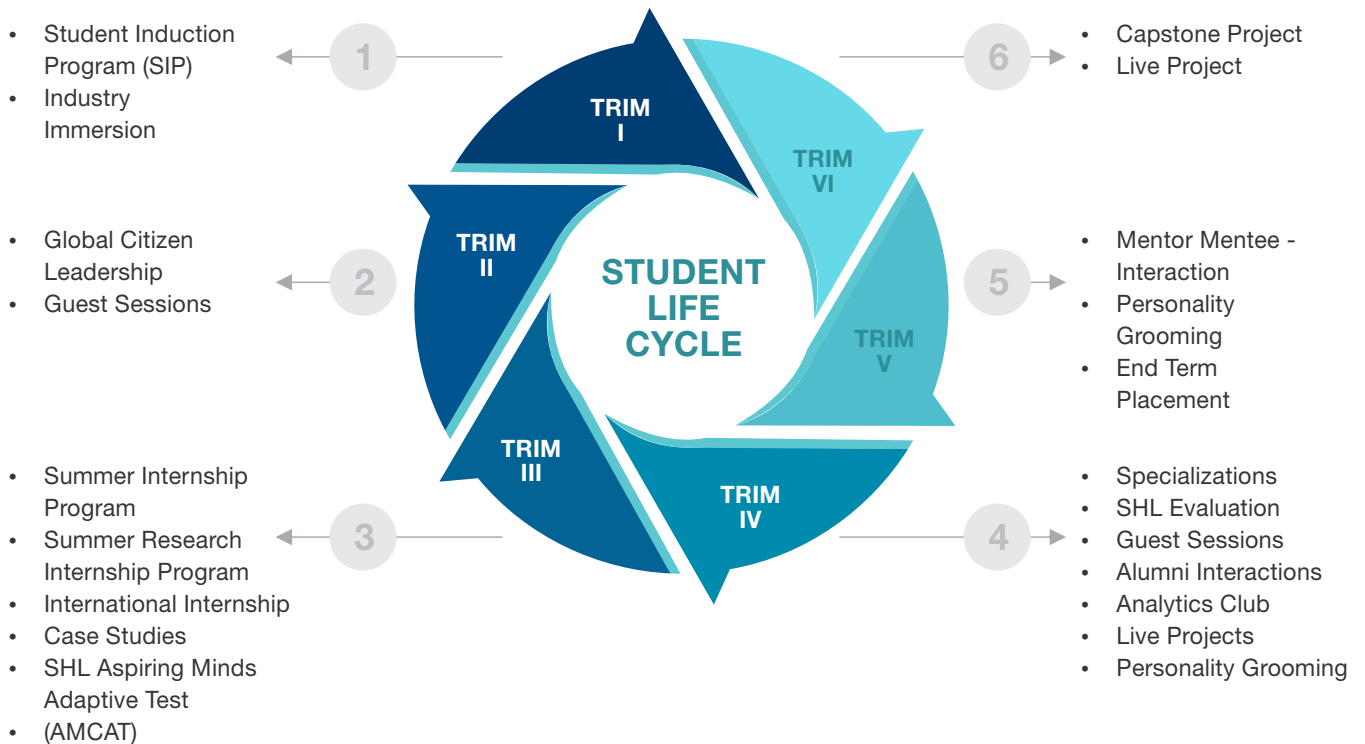 • Student Induction
Program (SIP)
• Industry
Immersion
1
TRIM
I
• Global Citizen
Leadership
• Guest Sessions
2
TRIM
II
• Summer Internship
Program
• Summer Research
Internship Program
• International Internship
• Case Studies
• SHL Aspiring Minds
Adaptive Test
• (AMCAT)
3
TRIM
III
STUDENT
LIFE
CYCLE
TRIM
IV
4
• Specializations
• SHL Evaluation
• Guest Sessions
• Alumni Interactions
• Analytics Club
• Live Projects
• Personality Grooming
TRIM
V
5
• Mentor Mentee -
Interaction
• Personality
Grooming
• End Term
Placement
TRIM
VI
6
• Capstone Project
• Live Project